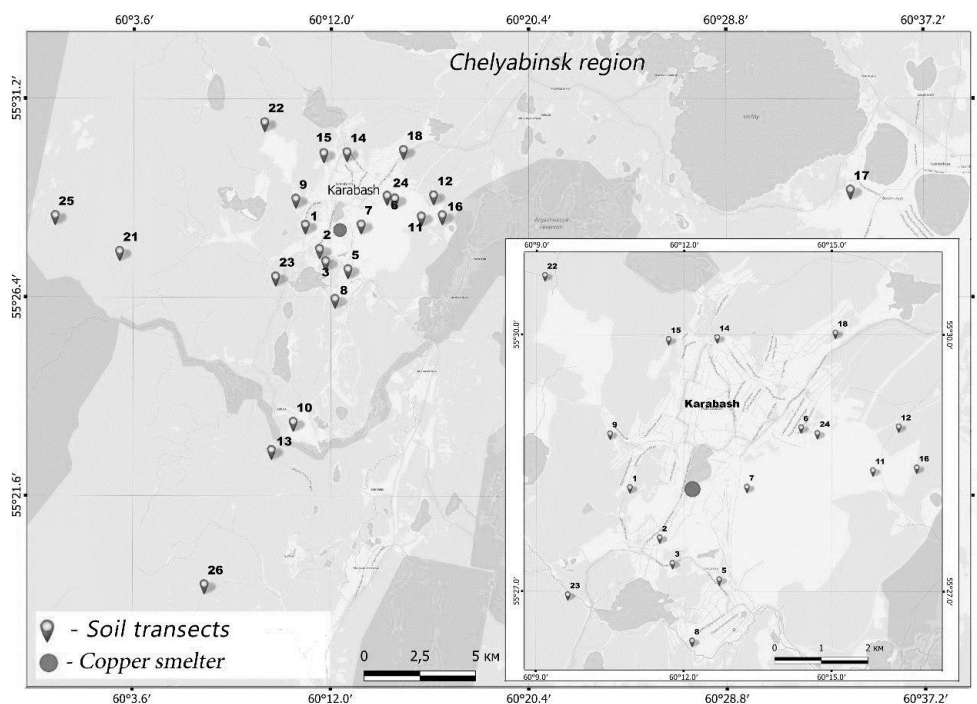 60°3.6′ 60°12.0′ 60°20.4′ 60°28.8′ 60°37.2′
Chelyabinsk region
55°31.2′
22
15 14 18
Karabash
9 24 12
6
25
1 7 11 16
17
21
2
3 5
23
8
55°26.4′
10
13
55°21.6′
26
- Soil transects
- Copper smelter
0 2,5 5 КМ
60°3.6′ 60°12.0′ 60°20.4′ 60°28.8′ 60°37.2′
60°9.0′ 60°12.0′ 60°15.0′
22
55°30.0′ 55°30.0′
15 14 18
Karabash
9 6 24 12
11 16
1 7
2
3
5
23
55°27.0′ 55°27.0′
8
0 1 2 КМ
60°9.0′ 60°12.0′ 60°15.0′